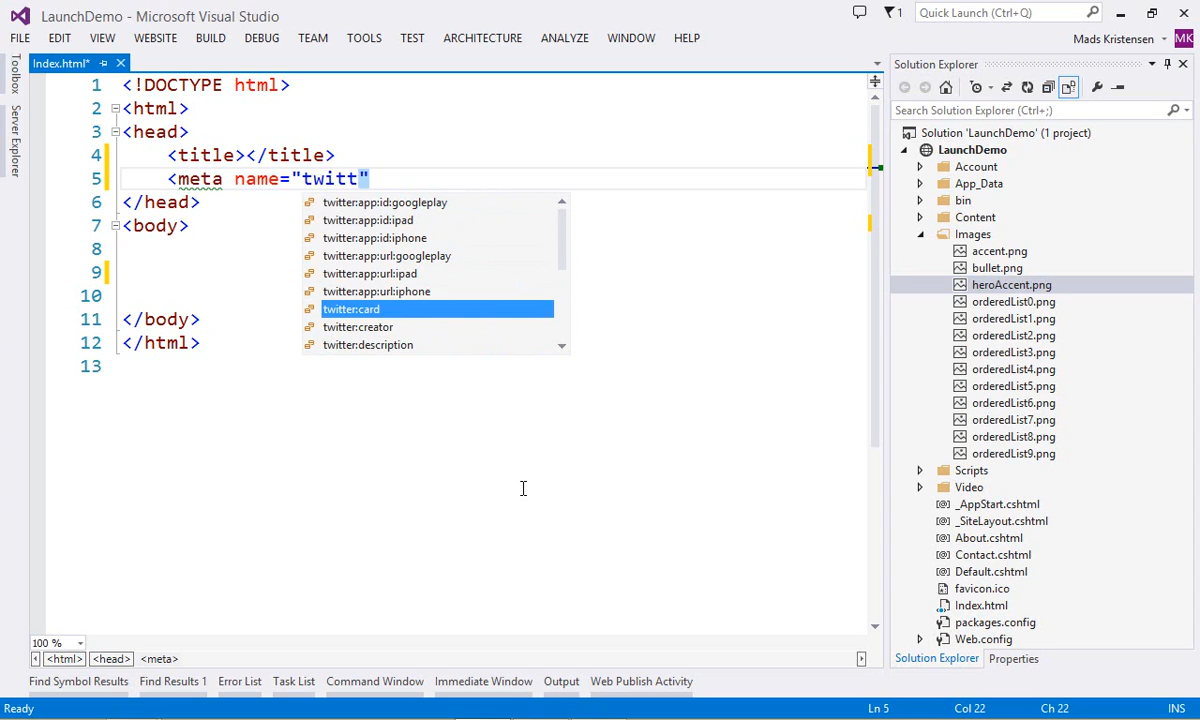 LaunchDemo - Microsoft Visual Studio
1
Quick Launch (Ctrl+Q)
FILE EDIT VIEW WEBSITE BUILD DEBUG TEAM TOOLS TEST ARCHITECTURE ANALYZE WINDOW HELP
Mads Kristensen MK
Toolbox
Server Explorer
Index.html*
1 <!DOCTYPE html>
2 <html>
3 <head>
4 <title></title>
5 <meta name="twitt"
6 </head>
7 <body>
8
9
10
11 </body>
12 </html>
13
twitter:app:id:googleplay
twitter:app:id:ipad
twitter:app:id:iphone
twitter:app:url:googleplay
twitter:app:url:ipad
twitter:app:url:iphone
twitter:card
twitter:creator
twitter:description
100 %
<html> <head> <meta>
Solution Explorer
Search Solution Explorer (Ctrl+;)
Solution 'LaunchDemo' (1 project)
LaunchDemo
Account
App_Data
bin
Content
Images
accent.png
bullet.png
heroAccent.png
orderedList0.png
orderedList1.png
orderedList2.png
orderedList3.png
orderedList4.png
orderedList5.png
orderedList6.png
orderedList7.png
orderedList8.png
orderedList9.png
Scripts
Video
_AppStart.cshtml
_SiteLayout.cshtml
About.cshtml
Contact.cshtml
Default.cshtml
favicon.ico
Index.html
packages.config
Web.config
Solution Explorer Properties
Find Symbol Results Find Results 1 Error List Task List Command Window Immediate Window Output Web Publish Activity
Ready Ln 5 Col 22 Ch 22 INS